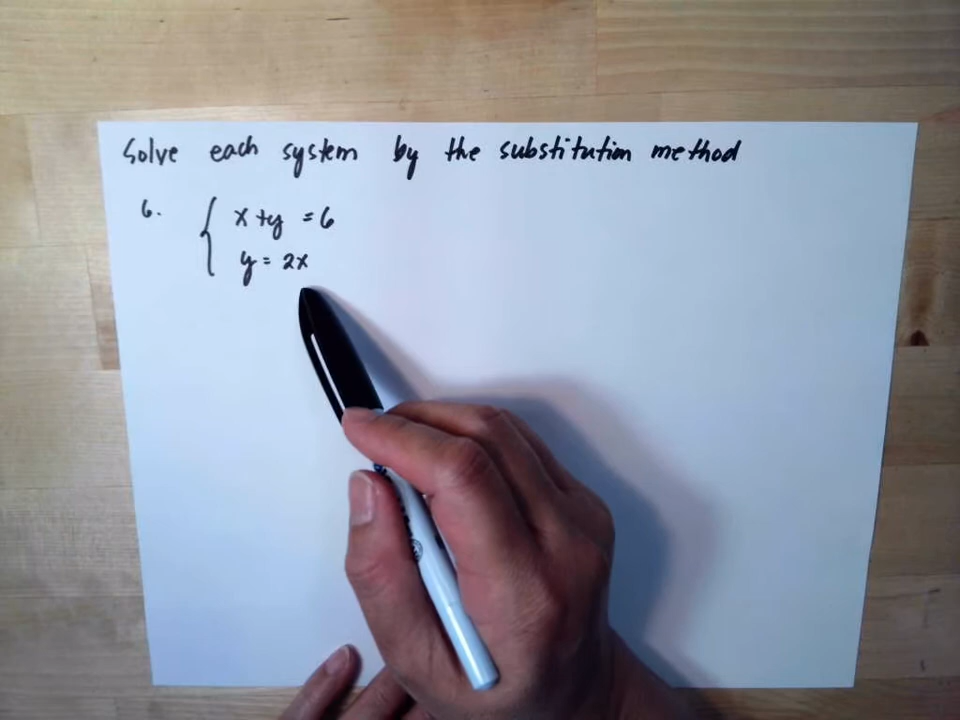 Solve each system by the substitution method
6. x+y =6
y= 2x